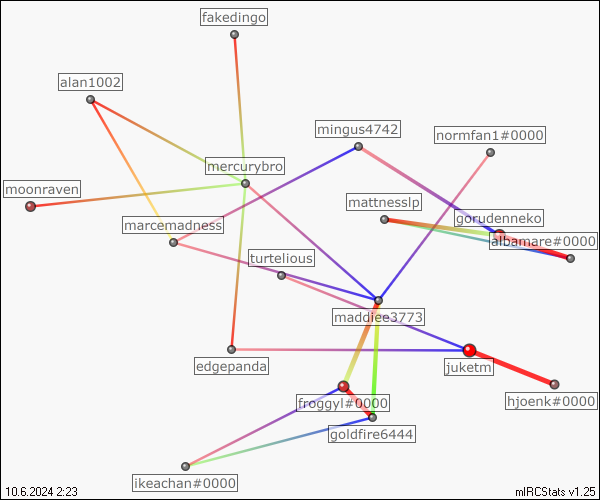 fakedingo
alan1002
mingus4742
normfan1#0000
mercurybro
moonraven
mattnesslp
gorudenneko
marcemadness
albamare#0000
turtelious
maddiee3773
edgepanda
juketm
hjoenk#0000
froggyl#0000
goldfire6444
ikeachan#0000
10.6.2024 2:23
mIRCStats v1.25